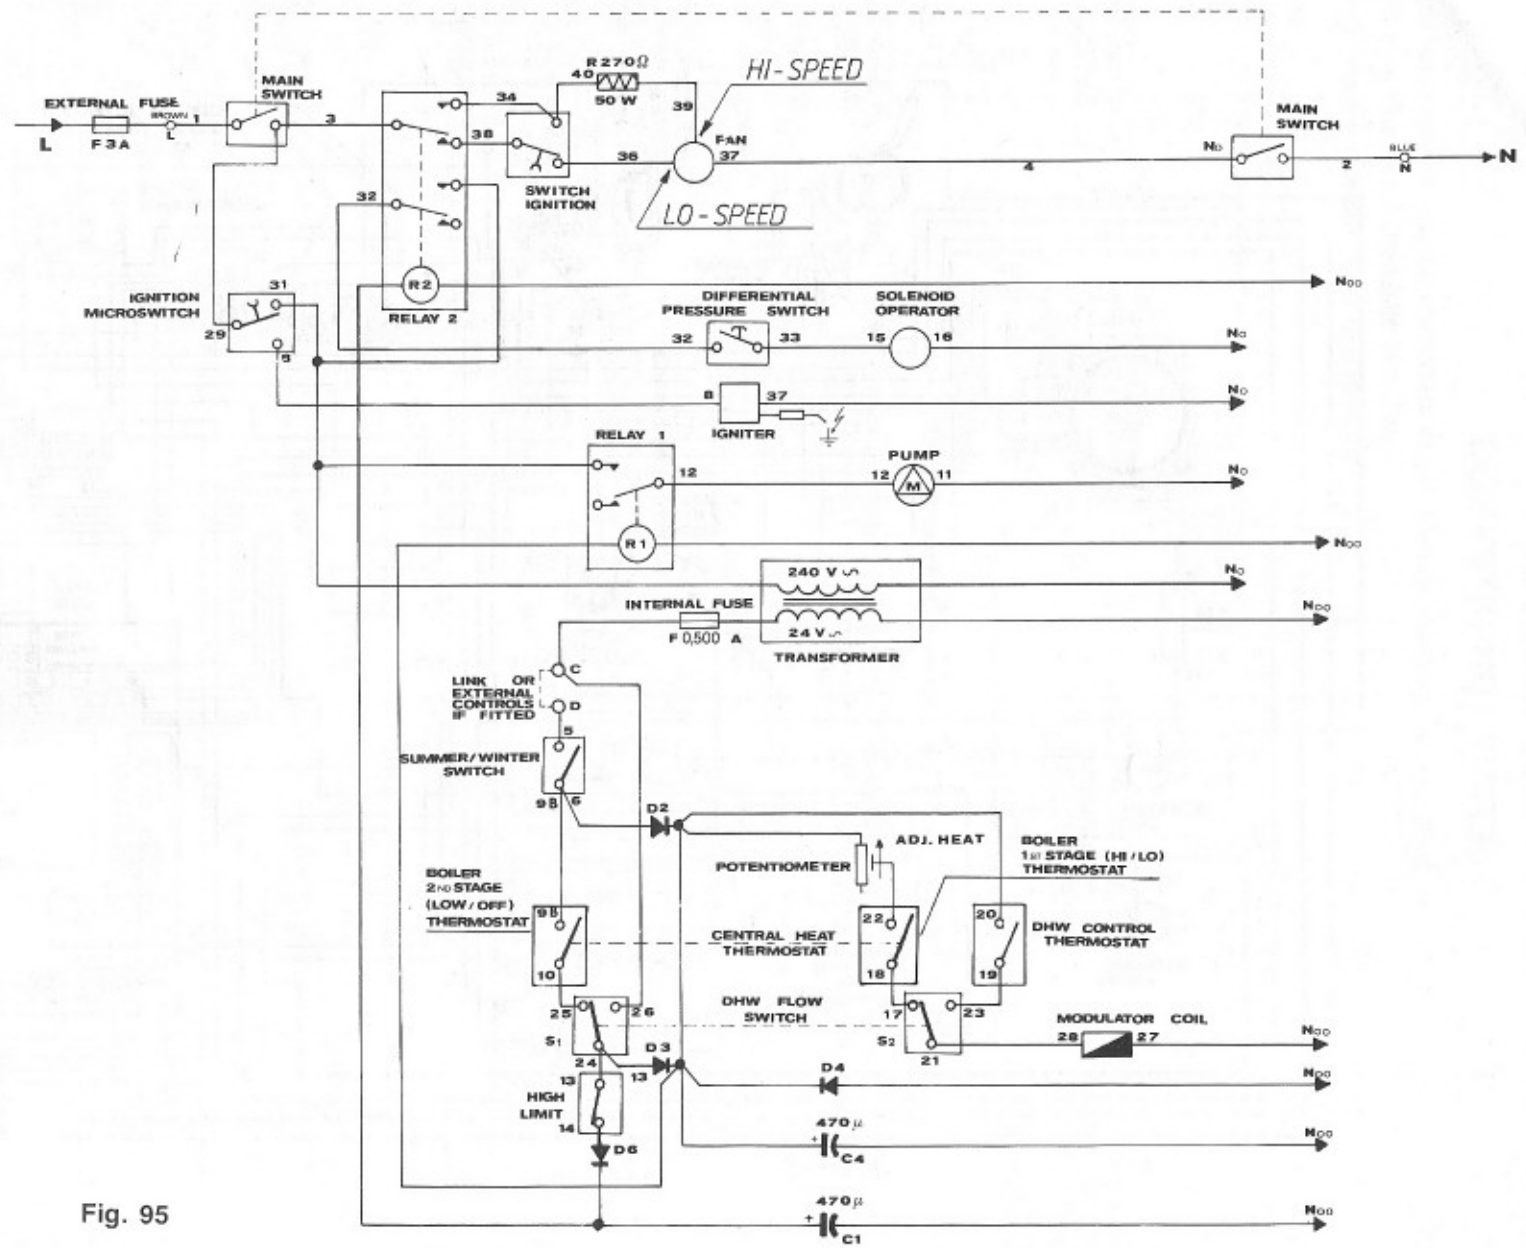 R 270Ω
40
50 W
HI-SPEED
MAIN
SWITCH
EXTERNAL FUSE
BROWN
L
1
L
F 3A
3
34
38
39
FAN
36
37
SWITCH
IGNITION
LO-SPEED
4
MAIN
SWITCH
No
2
BLUE
N
N
32
31
IGNITION
MICROSWITCH
29
9
R2
RELAY 2
Noo
DIFFERENTIAL
PRESSURE SWITCH
32
33
SOLENOID
OPERATOR
15
16
No
8
37
IGNITER
No
RELAY 1
12
PUMP
12
M
11
No
R1
Noo
240 V ∿
No
INTERNAL FUSE
F 0,500 A
24 V ∿
TRANSFORMER
Noo
C
LINK OR
EXTERNAL
CONTROLS
IF FITTED
D
5
SUMMER/WINTER
SWITCH
9B
6
D2
POTENTIOMETER
ADJ. HEAT
BOILER
1ST STAGE (HI/LO)
THERMOSTAT
BOILER
2ND STAGE
(LOW/OFF)
THERMOSTAT
9B
10
CENTRAL HEAT
THERMOSTAT
22
18
20
19
DHW CONTROL
THERMOSTAT
25
26
S1
24
DHW FLOW
SWITCH
17
23
S2
21
MODULATOR COIL
28
27
Noo
D3
13
13
HIGH
LIMIT
14
D4
Noo
D6
470 μ
+
C4
Noo
470 μ
+
C1
Noo
Fig. 95